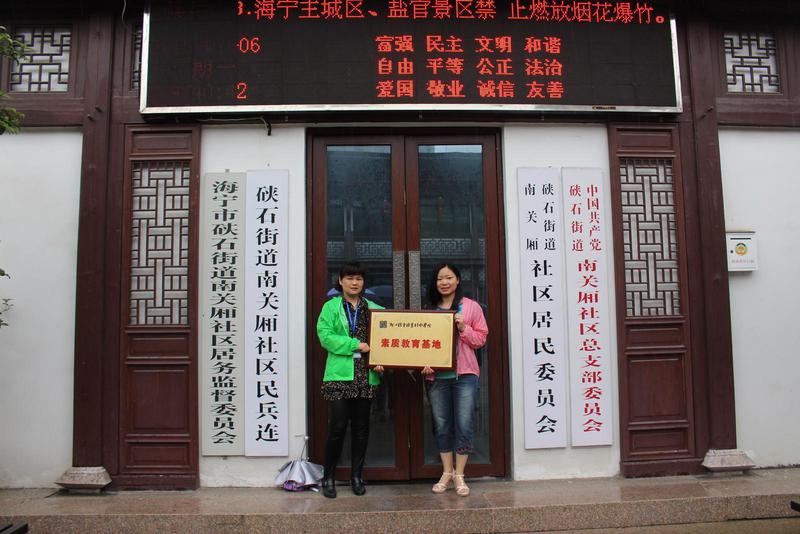 3.海宁主城区、盐官景区禁 止燃放烟花爆竹。
06
富强 民主 文明 和谐
期一
自由 平等 公正 法治
2
爱国 敬业 诚信 友善
海宁市硖石街道南关厢社区居务监督委员会
硖石街道南关厢社区民兵连
素质教育基地
硖石街道
南关厢
社区居民委员会
中国共产党
硖石街道
南关厢社区总支部委员会